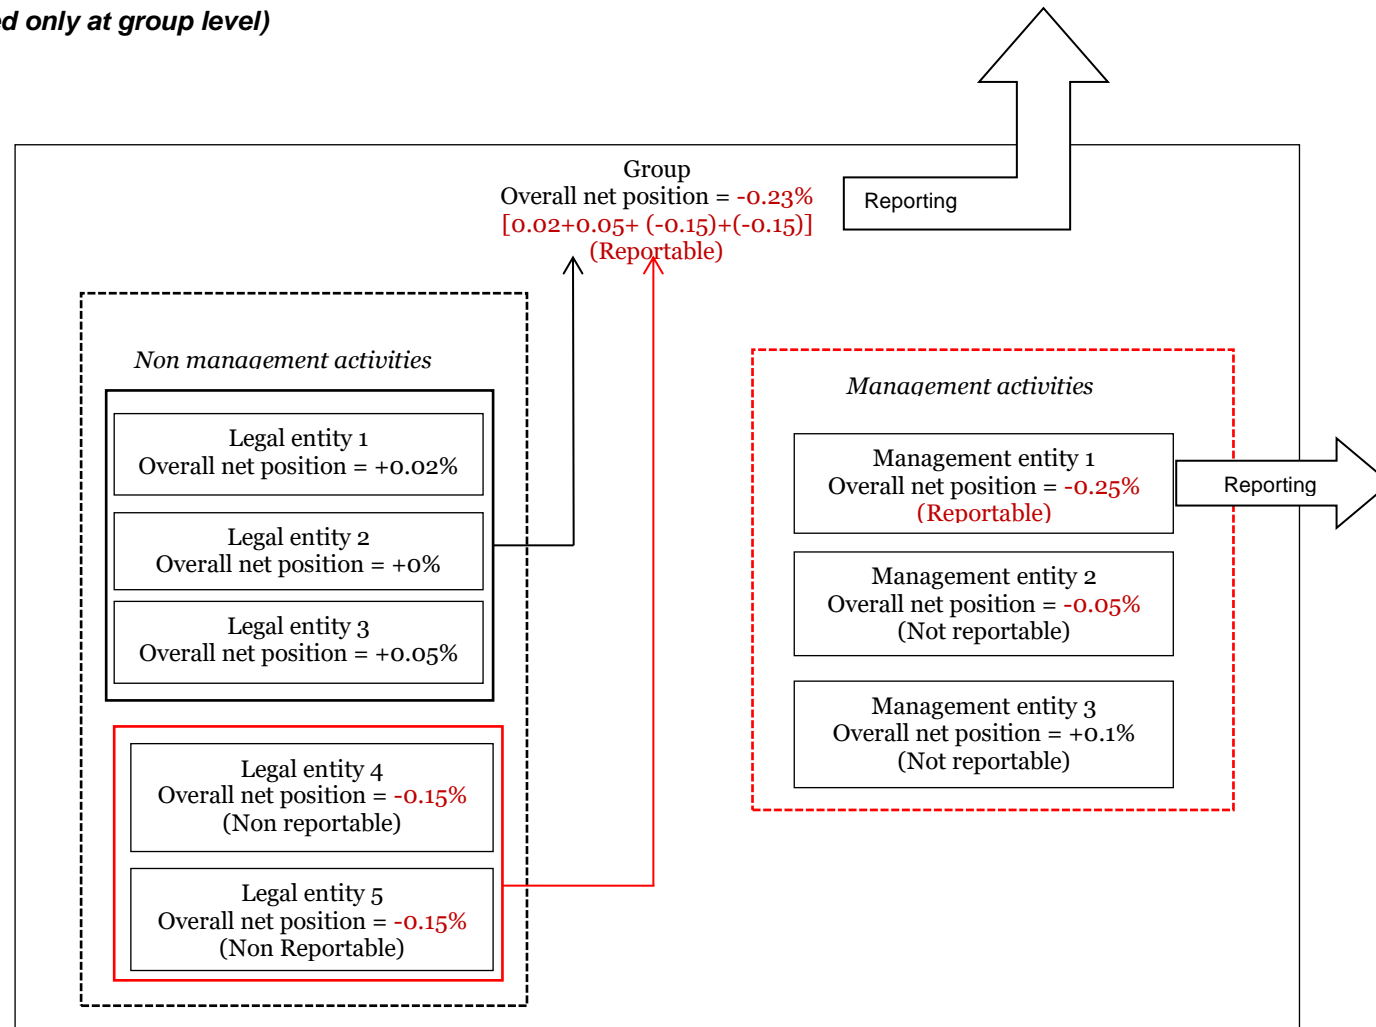 ed only at group level)
Group
Overall net position = -0.23%
[0.02+0.05+ (-0.15)+(-0.15)]
(Reportable)
Reporting
Non management activities
Legal entity 1
Overall net position = +0.02%
Legal entity 2
Overall net position = +0%
Legal entity 3
Overall net position = +0.05%
Legal entity 4
Overall net position = -0.15%
(Non reportable)
Legal entity 5
Overall net position = -0.15%
(Non Reportable)
Management activities
Management entity 1
Overall net position = -0.25%
(Reportable)
Reporting
Management entity 2
Overall net position = -0.05%
(Not reportable)
Management entity 3
Overall net position = +0.1%
(Not reportable)